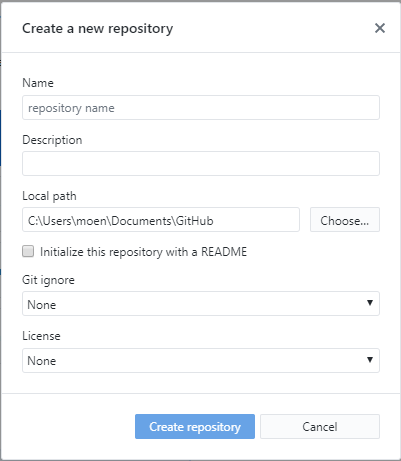 Create a new repository
Name
repository name
Description
Local path
C:\Users\moen\Documents\GitHub
Choose...
Initialize this repository with a README
Git ignore
None
License
None
Create repository
Cancel